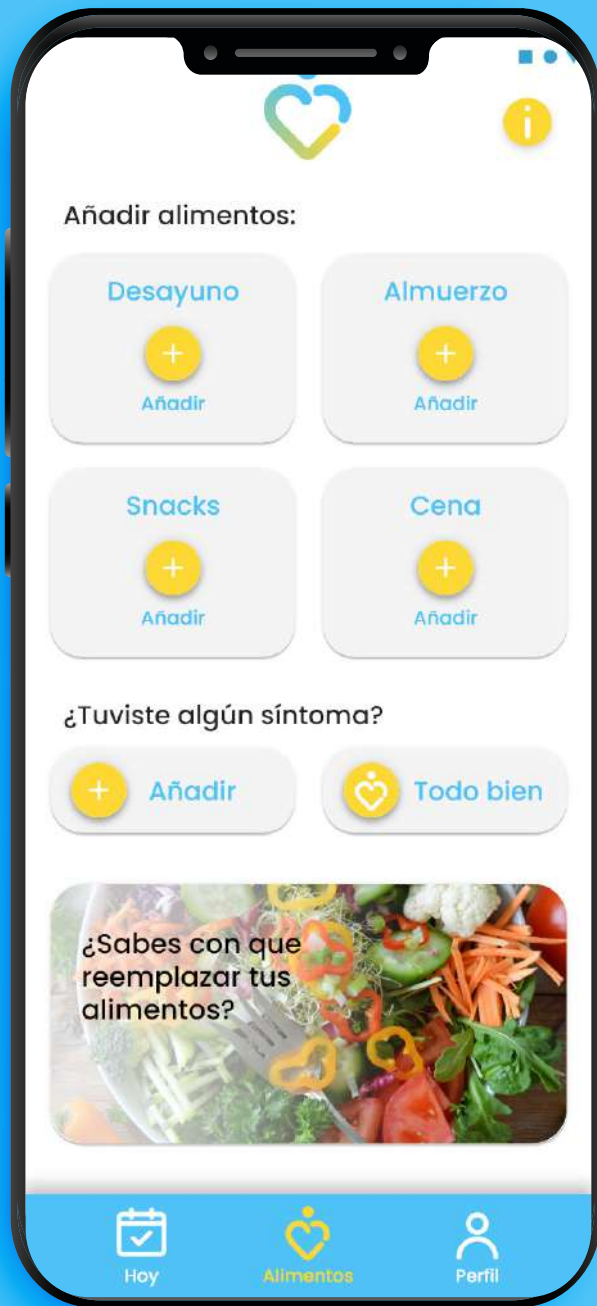 Añadir alimentos:
Desayuno
Almuerzo
+
+
Añadir
Añadir
Snacks
Cena
+
+
Añadir
Añadir
¿Tuviste algún síntoma?
+ Añadir
Todo bien
¿Sabes con que
reemplazar tus
alimentos?
Hoy
Alimentos
Perfil